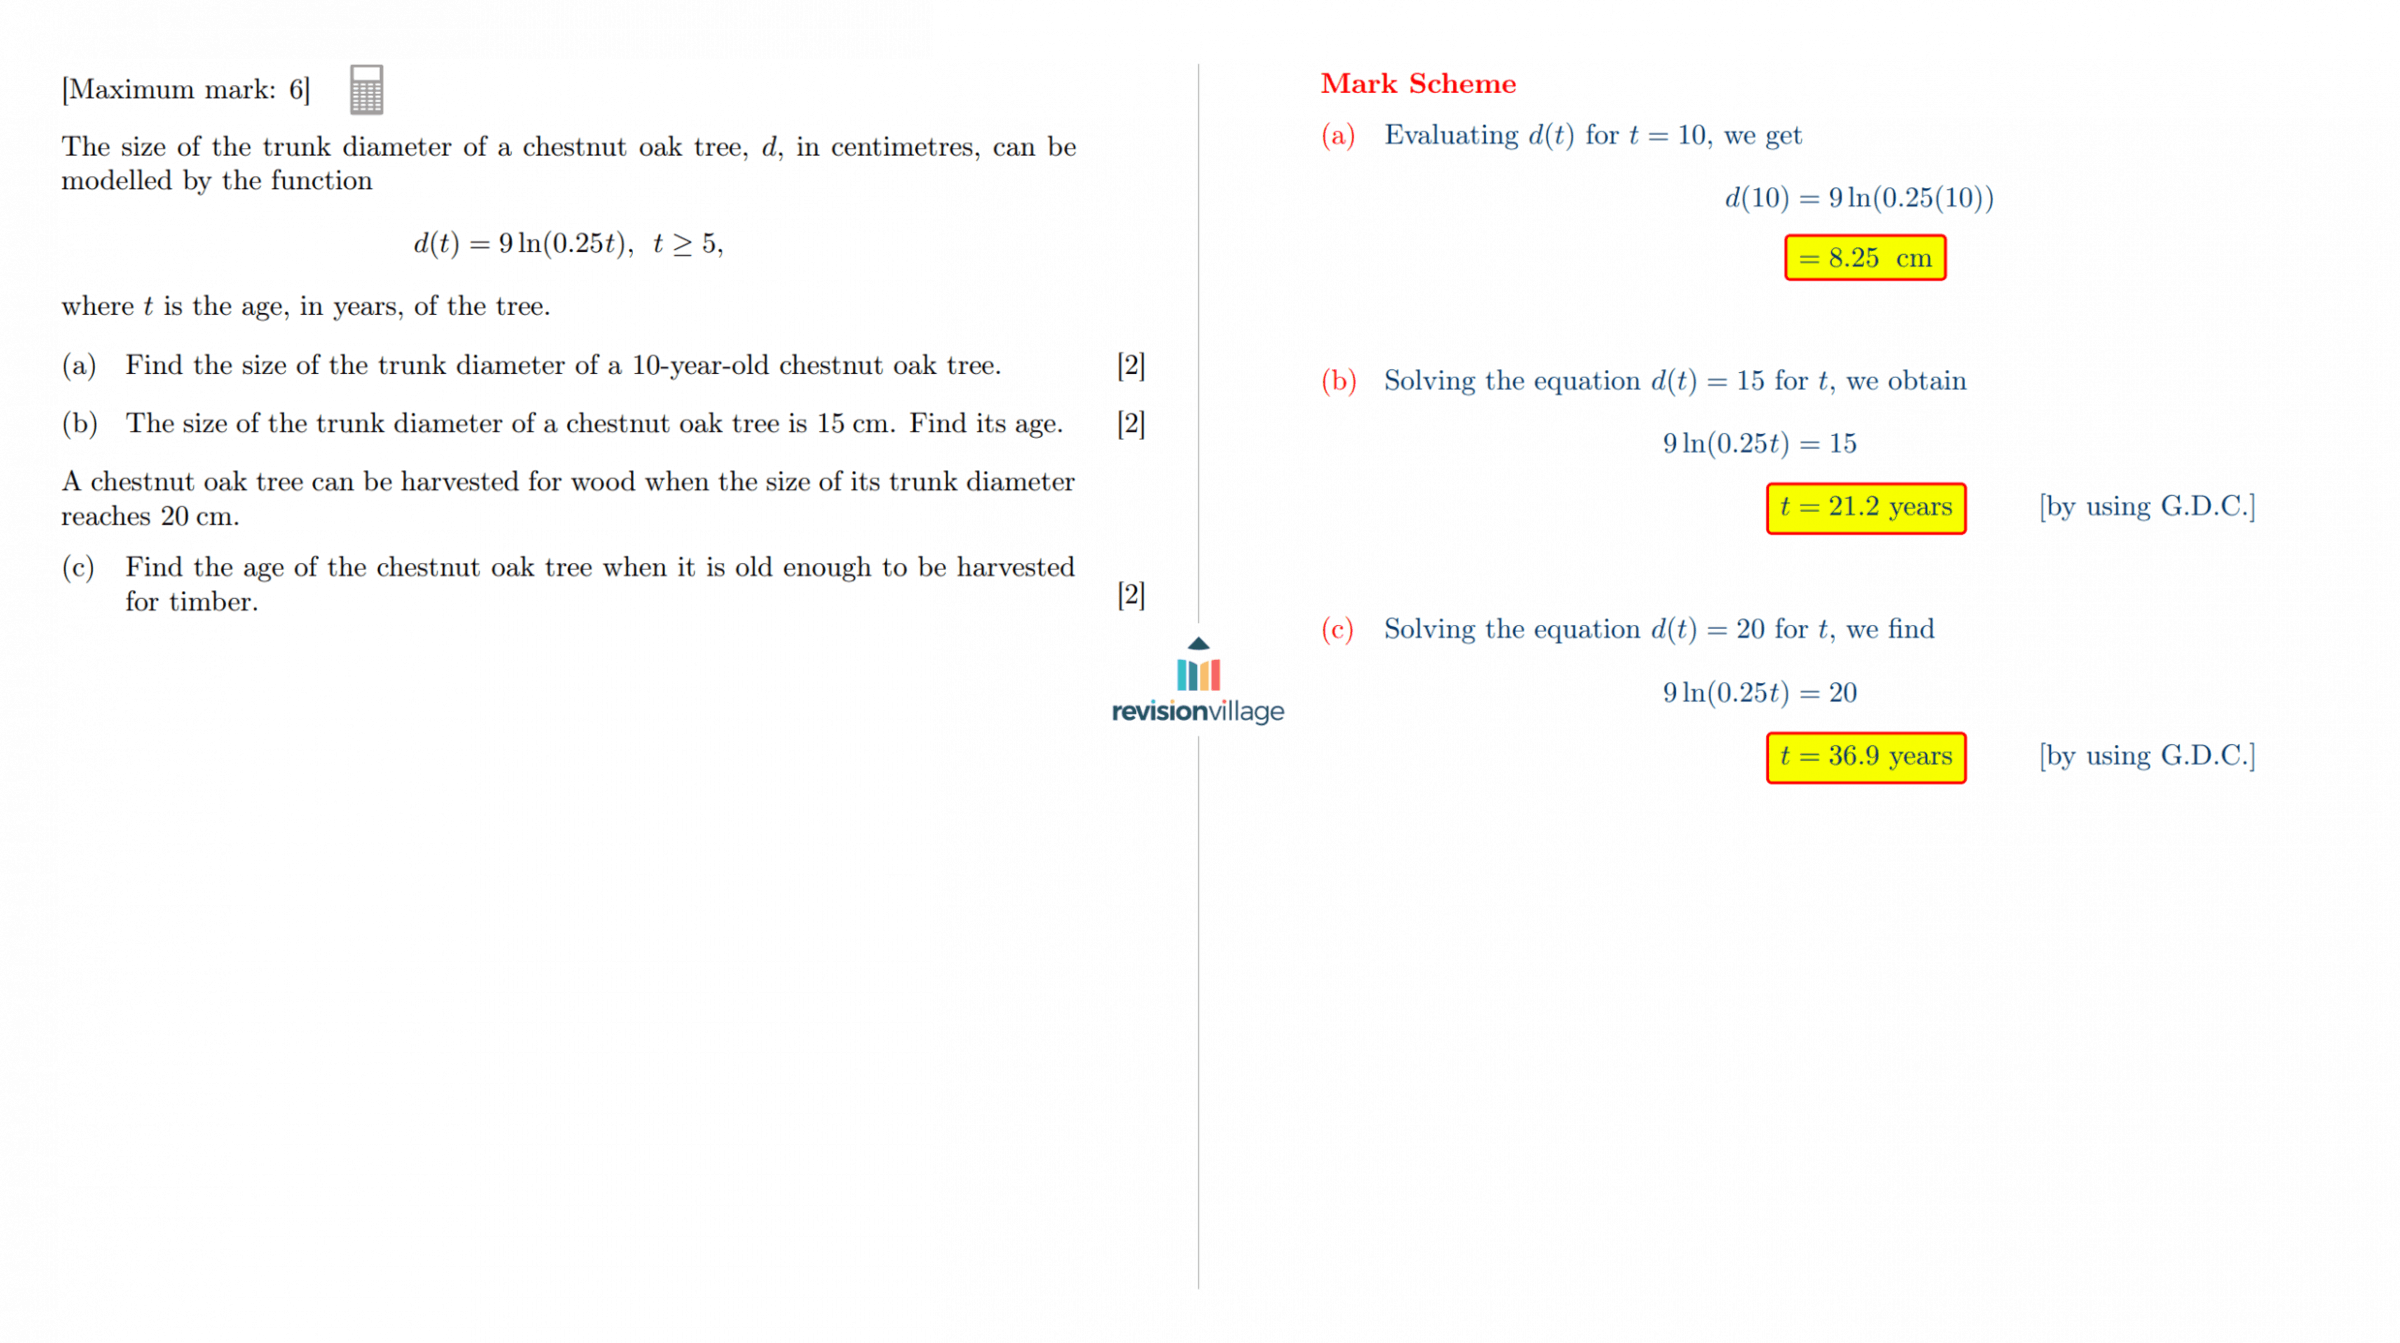 [Maximum mark: 6]
The size of the trunk diameter of a chestnut oak tree, d, in centimetres, can be
modelled by the function
d(t) = 9 ln(0.25t), t ≥ 5,
where t is the age, in years, of the tree.
(a) Find the size of the trunk diameter of a 10-year-old chestnut oak tree. [2]
(b) The size of the trunk diameter of a chestnut oak tree is 15 cm. Find its age. [2]
A chestnut oak tree can be harvested for wood when the size of its trunk diameter
reaches 20 cm.
(c) Find the age of the chestnut oak tree when it is old enough to be harvested
for timber. [2]
revisionvillage
Mark Scheme
(a) Evaluating d(t) for t = 10, we get
d(10) = 9 ln(0.25(10))
= 8.25 cm
(b) Solving the equation d(t) = 15 for t, we obtain
9 ln(0.25t) = 15
t = 21.2 years [by using G.D.C.]
(c) Solving the equation d(t) = 20 for t, we find
9 ln(0.25t) = 20
t = 36.9 years [by using G.D.C.]